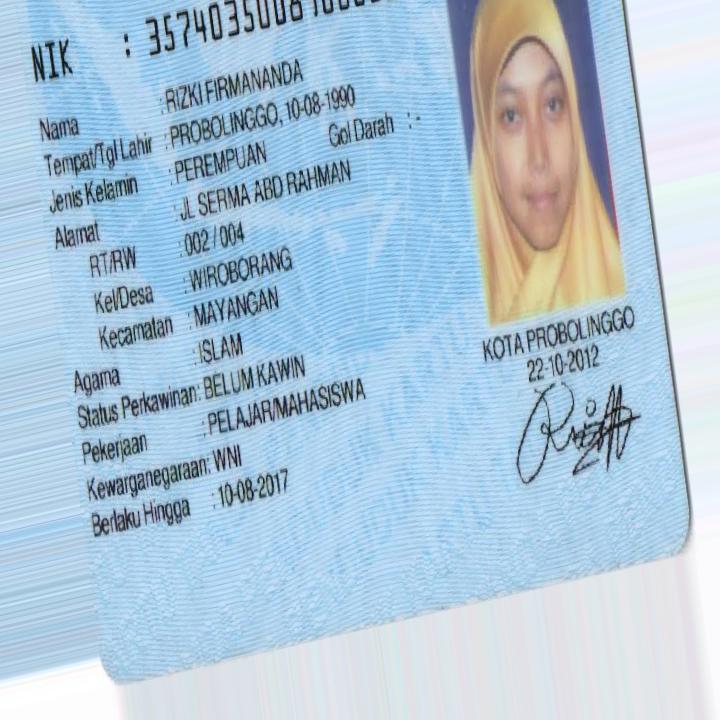 NIK :
Nama : RIZKI FIRMANANDA
Tempat/Tgl Lahir : PROBOLINGGO, 10-08-1990
Jenis Kelamin : PEREMPUAN Gol Darah : -
Alamat : JL SERMA ABD RAHMAN
RT/RW : 002 / 004
Kel/Desa : WIROBORANG
Kecamatan : MAYANGAN
Agama : ISLAM
Status Perkawinan: BELUM KAWIN
Pekerjaan : PELAJAR/MAHASISWA
Kewarganegaraan: WNI
Berlaku Hingga : 10-08-2017
KOTA PROBOLINGGO
22-10-2012